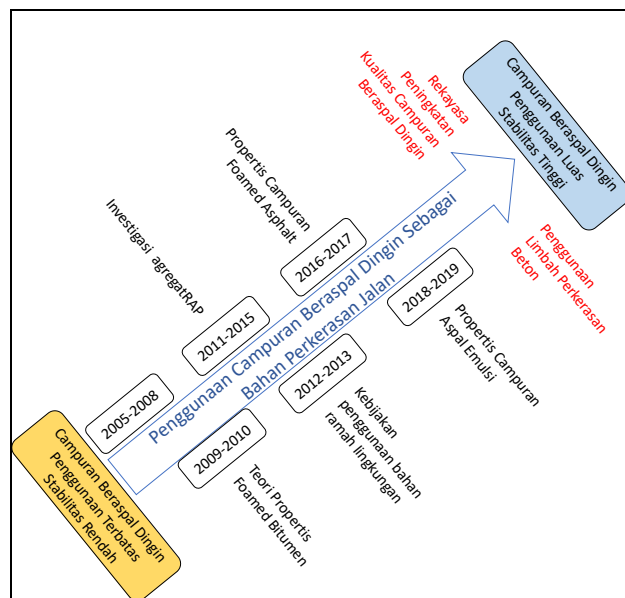 Campuran Beraspal Dingin
Penggunaan Terbatas
Stabilitas Rendah
2005-2008
2009-2010
Teori Propertis
Foamed Bitumen
2011-2015
Investigasi agregatRAP
2012-2013
Kebijakan
penggunaan bahan
ramah lingkungan
2016-2017
Propertis Campuran
Foamed Asphalt
2018-2019
Propertis Campuran
Aspal Emulsi
Penggunaan Campuran Beraspal Dingin Sebagai
Bahan Perkerasan Jalan
Rekayasa
Peningkatan
Kualitas Campuran
Beraspal Dingin
Penggunaan
Limbah Perkerasan
Beton
Campuran Beraspal Dingin
Penggunaan Luas
Stabilitas Tinggi